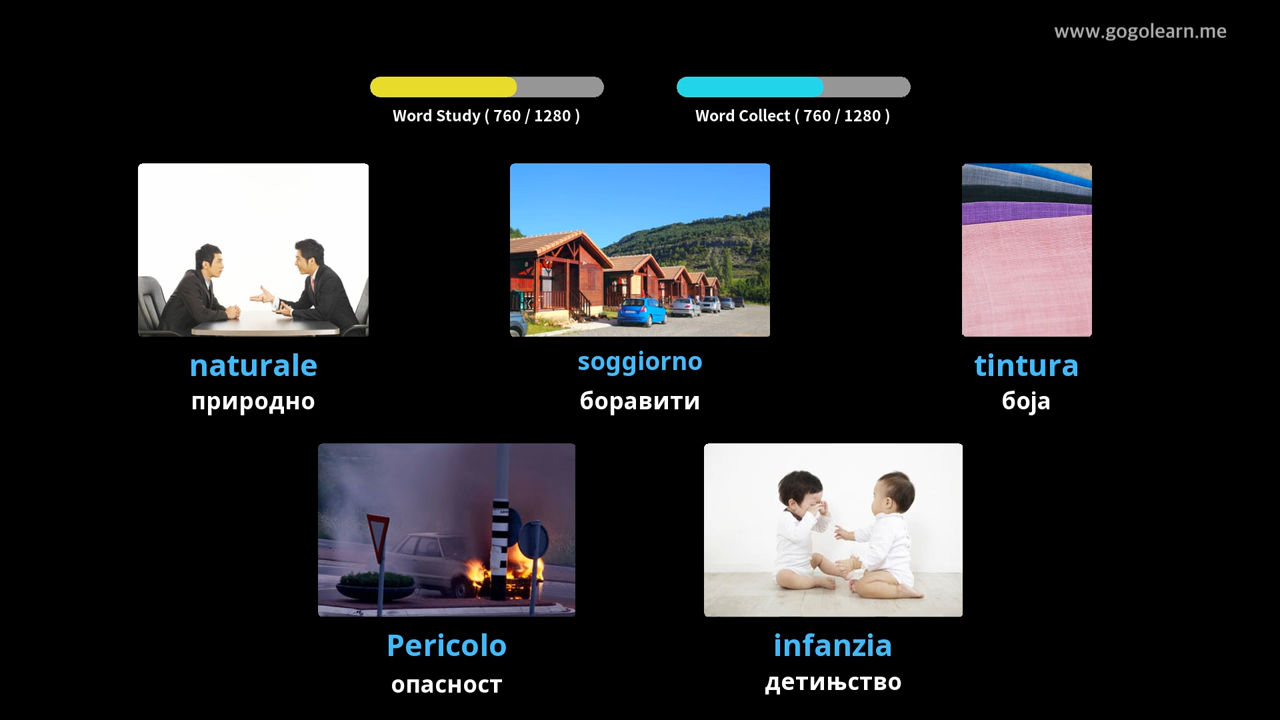 www.gogolearn.me
Word Study ( 760 / 1280 )
Word Collect ( 760 / 1280 )
naturale
природно
soggiorno
боравити
tintura
боја
Pericolo
опасност
infanzia
детињство